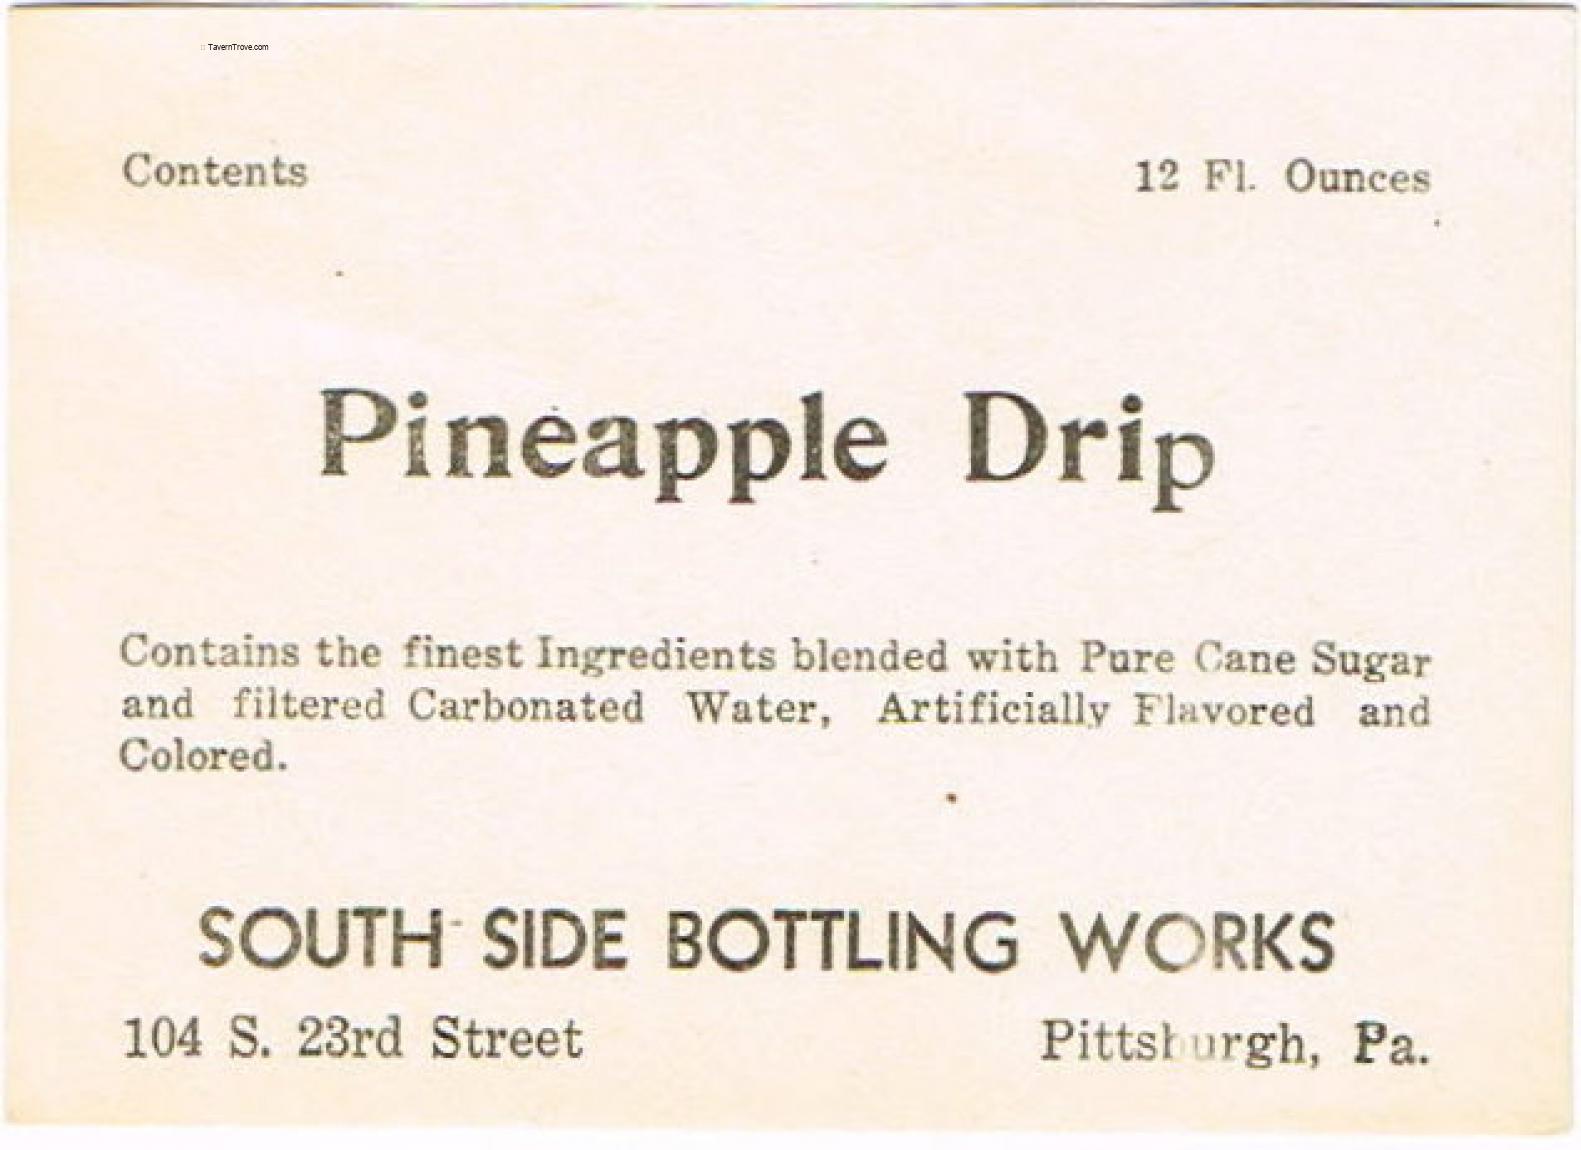 :: TavernTrove.com
Contents 12 Fl. Ounces
Pineapple Drip
Contains the finest Ingredients blended with Pure Cane Sugar
and filtered Carbonated Water, Artificially Flavored and
Colored.
SOUTH SIDE BOTTLING WORKS
104 S. 23rd Street Pittsburgh, Pa.